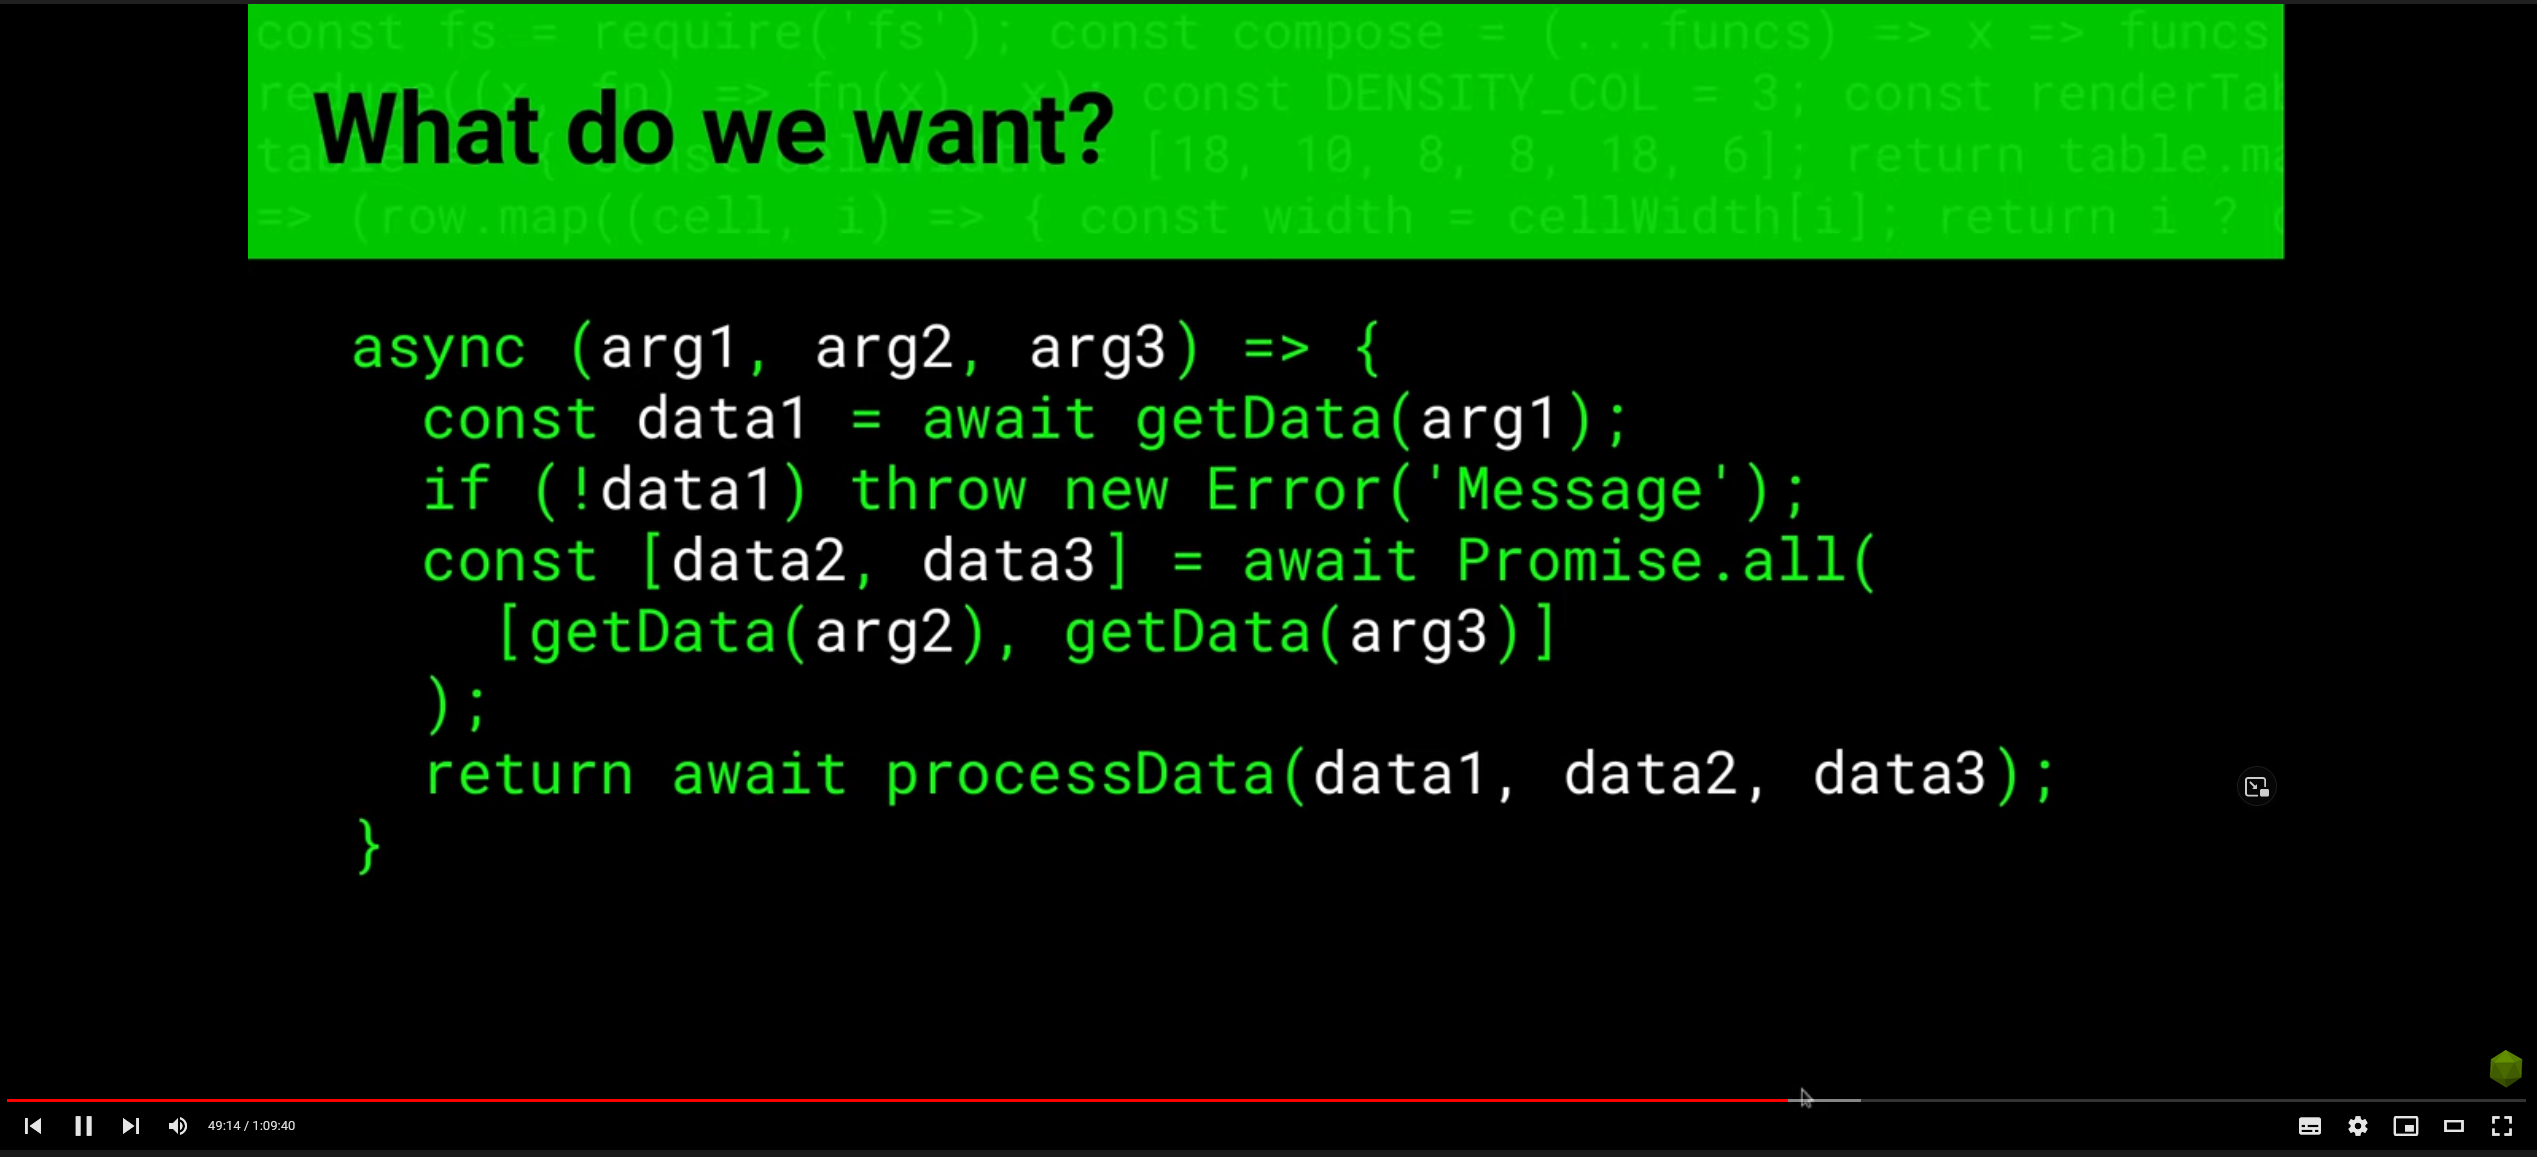 const fs = require('fs'); const compose = (...funcs) => x => funcs
reduce((x, fn) => fn(x), x); const DENSITY_COL = 3; const renderTab
What do we want?
table { const cellWidth = [18, 10, 8, 8, 18, 6]; return table.ma
=> (row.map((cell, i) => { const width = cellWidth[i]; return i ?
async (arg1, arg2, arg3) => {
const data1 = await getData(arg1);
if (!data1) throw new Error('Message');
const [data2, data3] = await Promise.all(
[getData(arg2), getData(arg3)]
);
return await processData(data1, data2, data3);
}
49:14 / 1:09:40